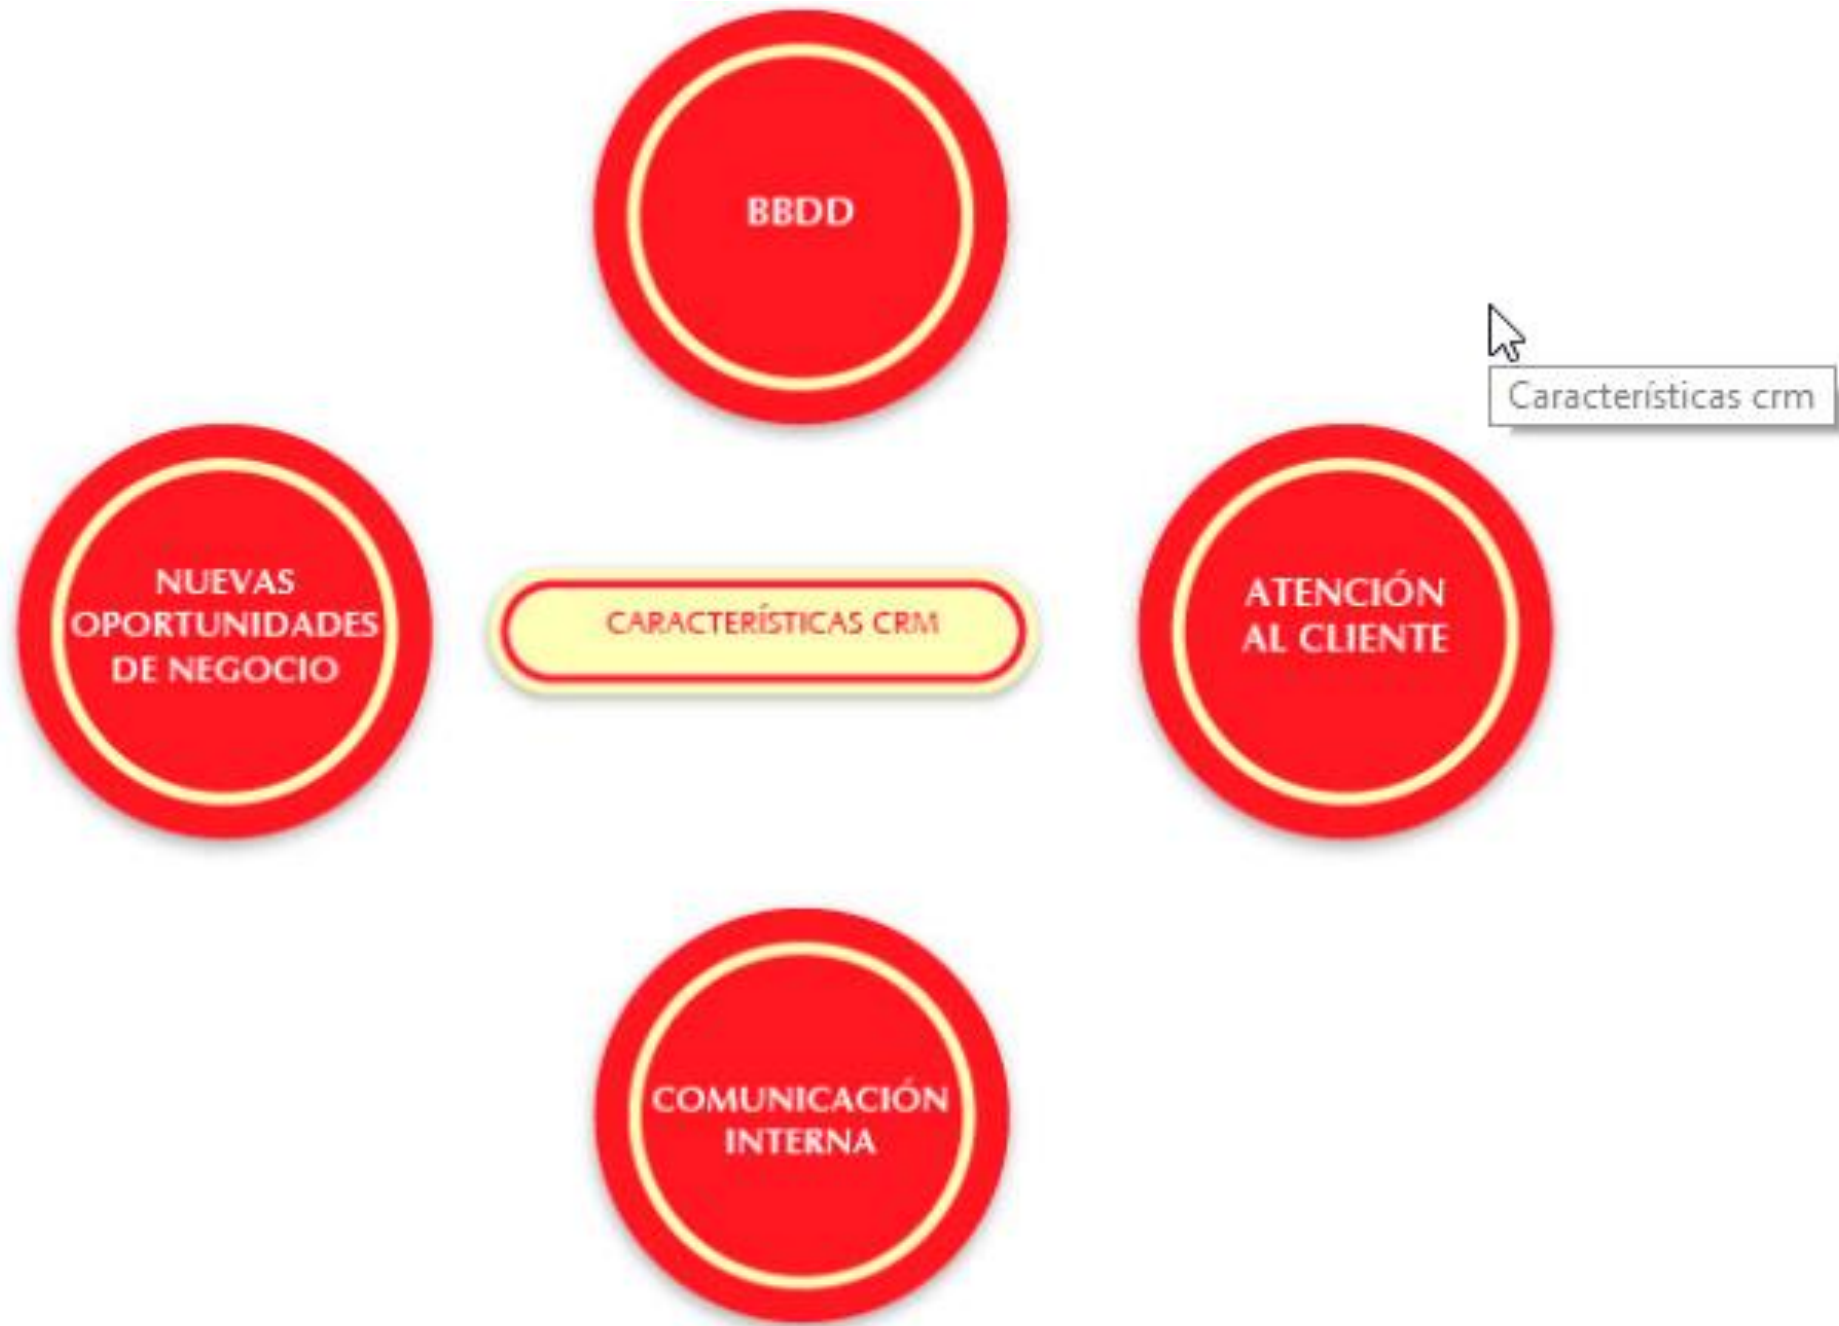 BBDD
Características crm
NUEVAS
OPORTUNIDADES
DE NEGOCIO
CARACTERÍSTICAS CRM
ATENCIÓN
AL CLIENTE
COMUNICACIÓN
INTERNA